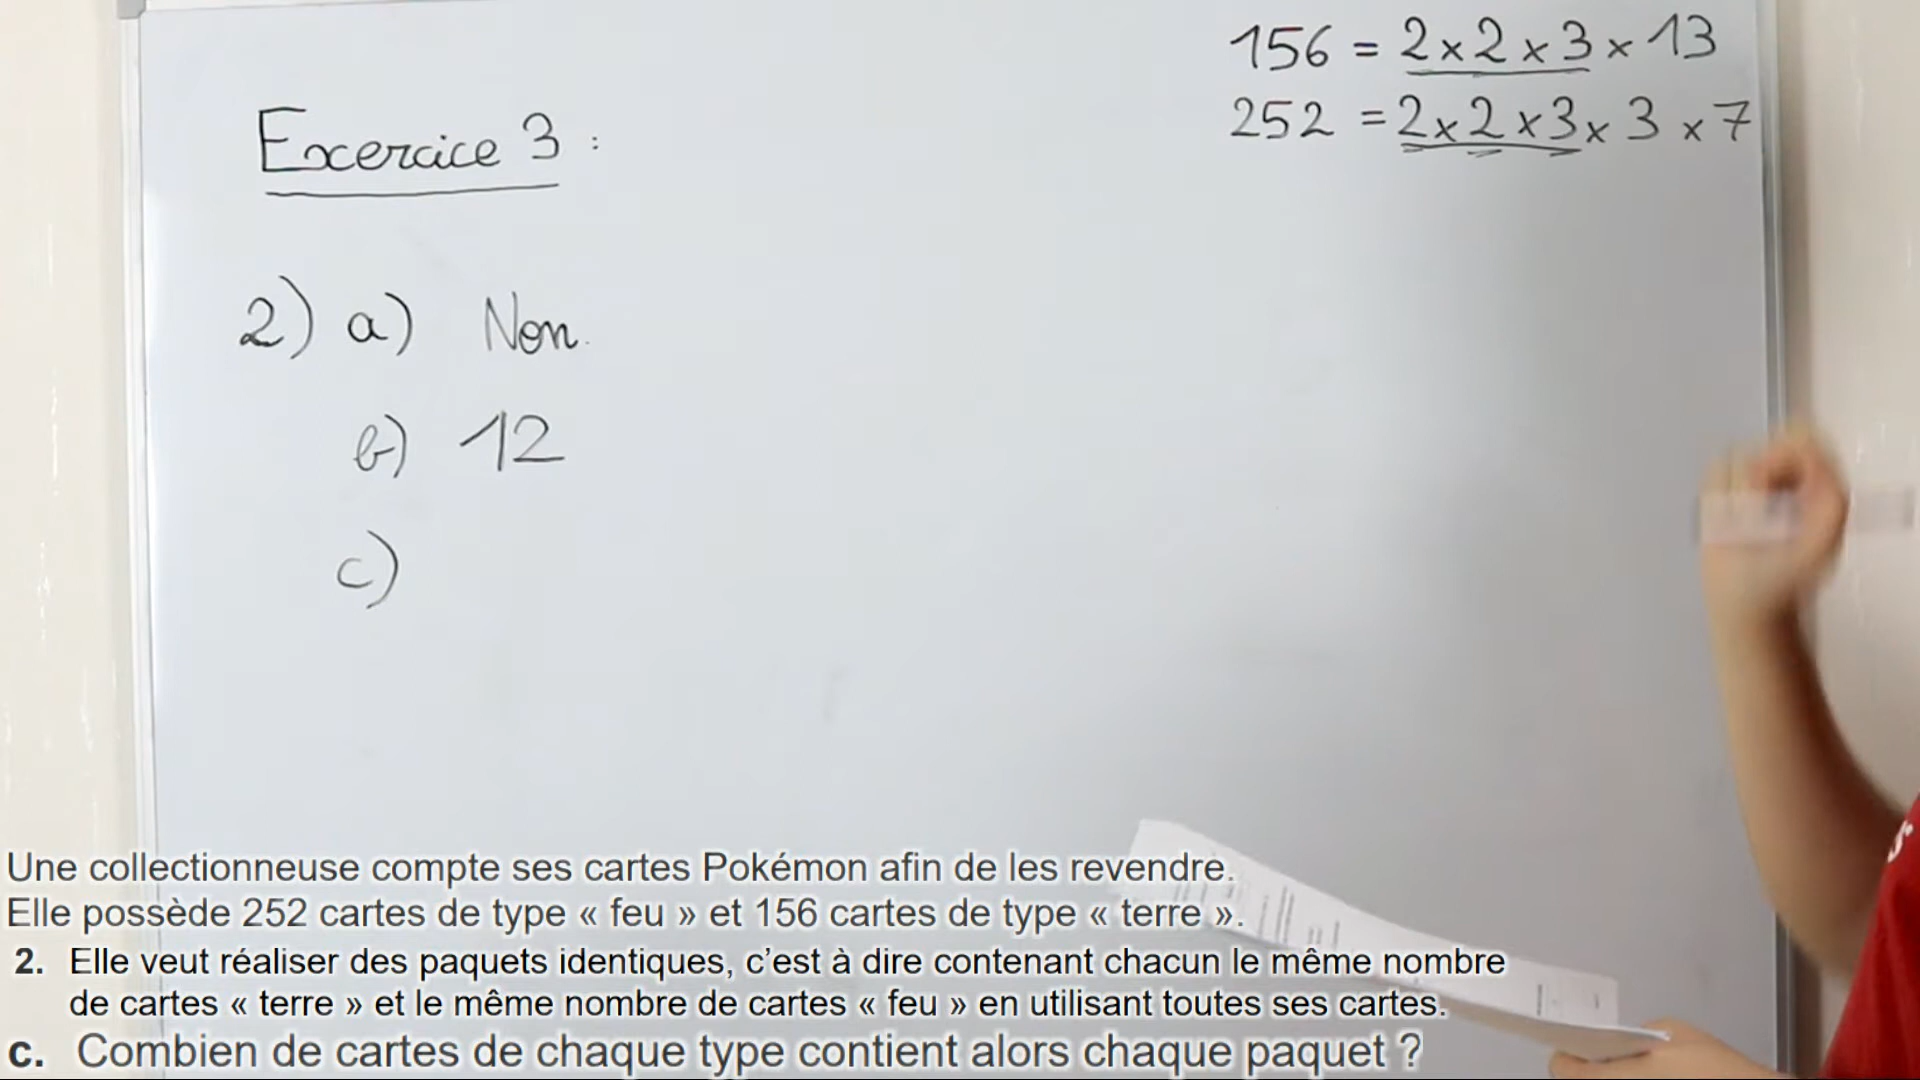 156 = 2 x 2 x 3 x 13
252 = 2 x 2 x 3 x 3 x 7
Exercice 3 :
2) a) Non.
b) 12
c)
Une collectionneuse compte ses cartes Pokémon afin de les revendre.
Elle possède 252 cartes de type « feu » et 156 cartes de type « terre ».
2. Elle veut réaliser des paquets identiques, c’est à dire contenant chacun le même nombre
de cartes « terre » et le même nombre de cartes « feu » en utilisant toutes ses cartes.
c. Combien de cartes de chaque type contient alors chaque paquet ?